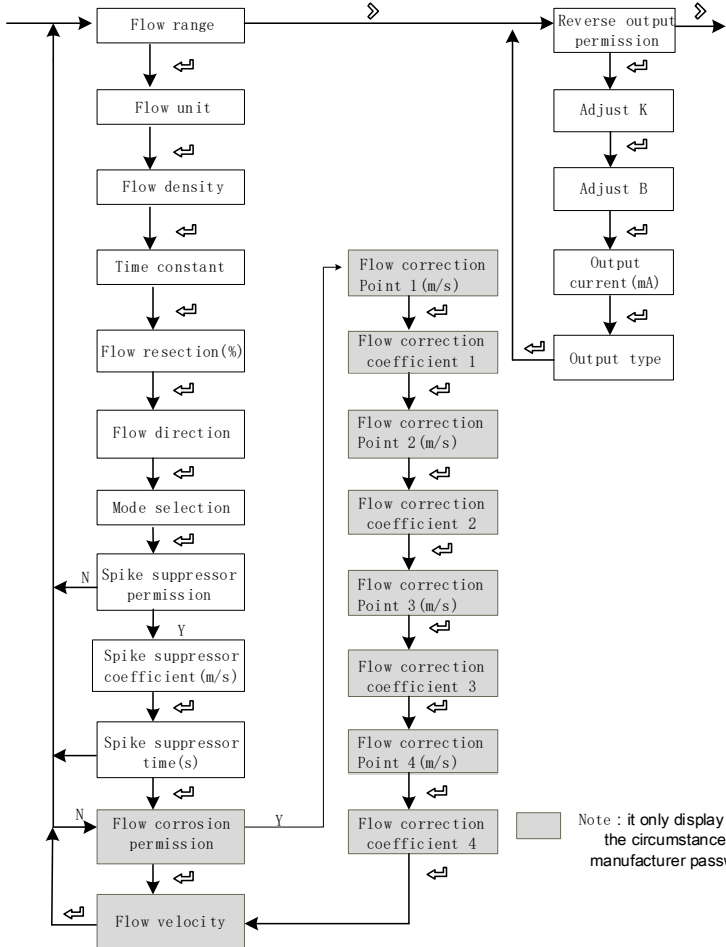 Flow range
Flow unit
Flow density
Time constant
Flow resection(%)
Flow direction
Mode selection
N
Spike suppressor
permission
Y
Spike suppressor
coefficient(m/s)
Spike suppressor
time(s)
N
Flow corrosion
permission
Y
Flow velocity
Flow correction
Point 1(m/s)
Flow correction
coefficient 1
Flow correction
Point 2(m/s)
Flow correction
coefficient 2
Flow correction
Point 3(m/s)
Flow correction
coefficient 3
Flow correction
Point 4(m/s)
Flow correction
coefficient 4
Reverse output
permission
Adjust K
Adjust B
Output
current(mA)
Output type
Note : it only display
the circumstance
manufacturer